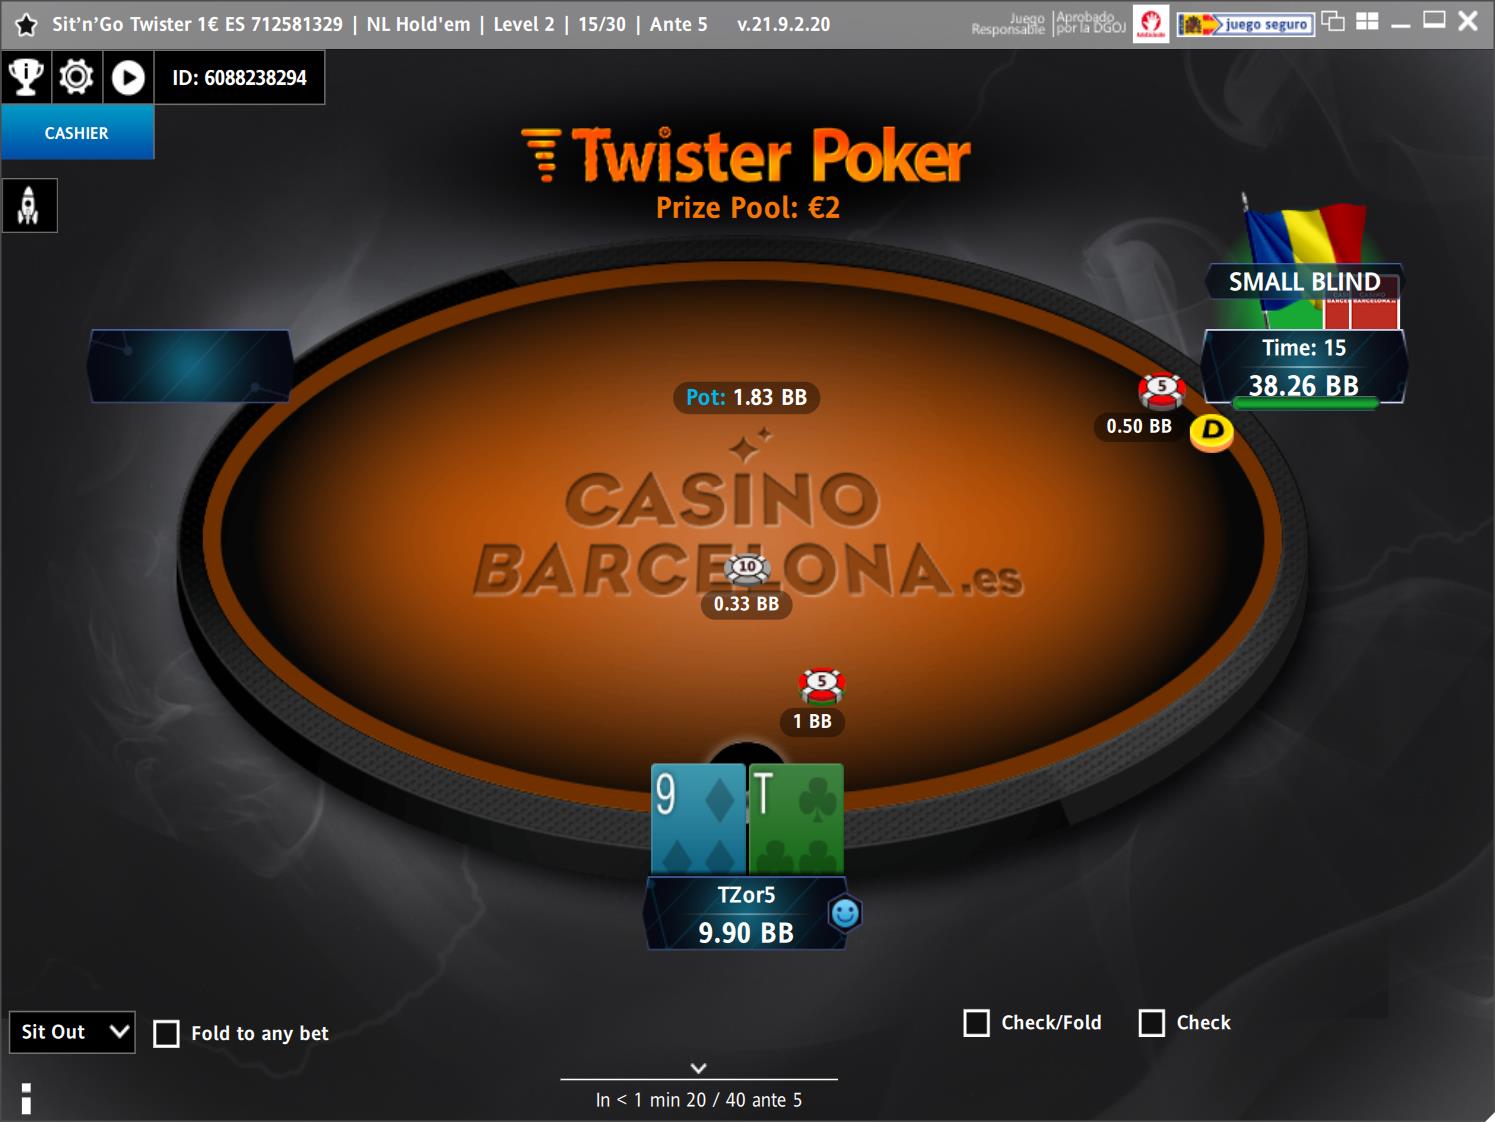 Sit'n'Go Twister 1€ ES 712581329 | NL Hold'em | Level 2 | 15/30 | Ante 5 v.21.9.2.20
Juego Responsable
Aprobado por la DGOJ
juego seguro
ID: 6088238294
CASHIER
Twister Poker
Prize Pool: €2
SMALL BLIND
Time: 15
38.26 BB
Pot: 1.83 BB
5
0.50 BB
D
CASINO
BARCELONA.es
10
0.33 BB
5
1 BB
9 T
TZor5
9.90 BB
Sit Out
Fold to any bet
Check/Fold
Check
In < 1 min 20 / 40 ante 5